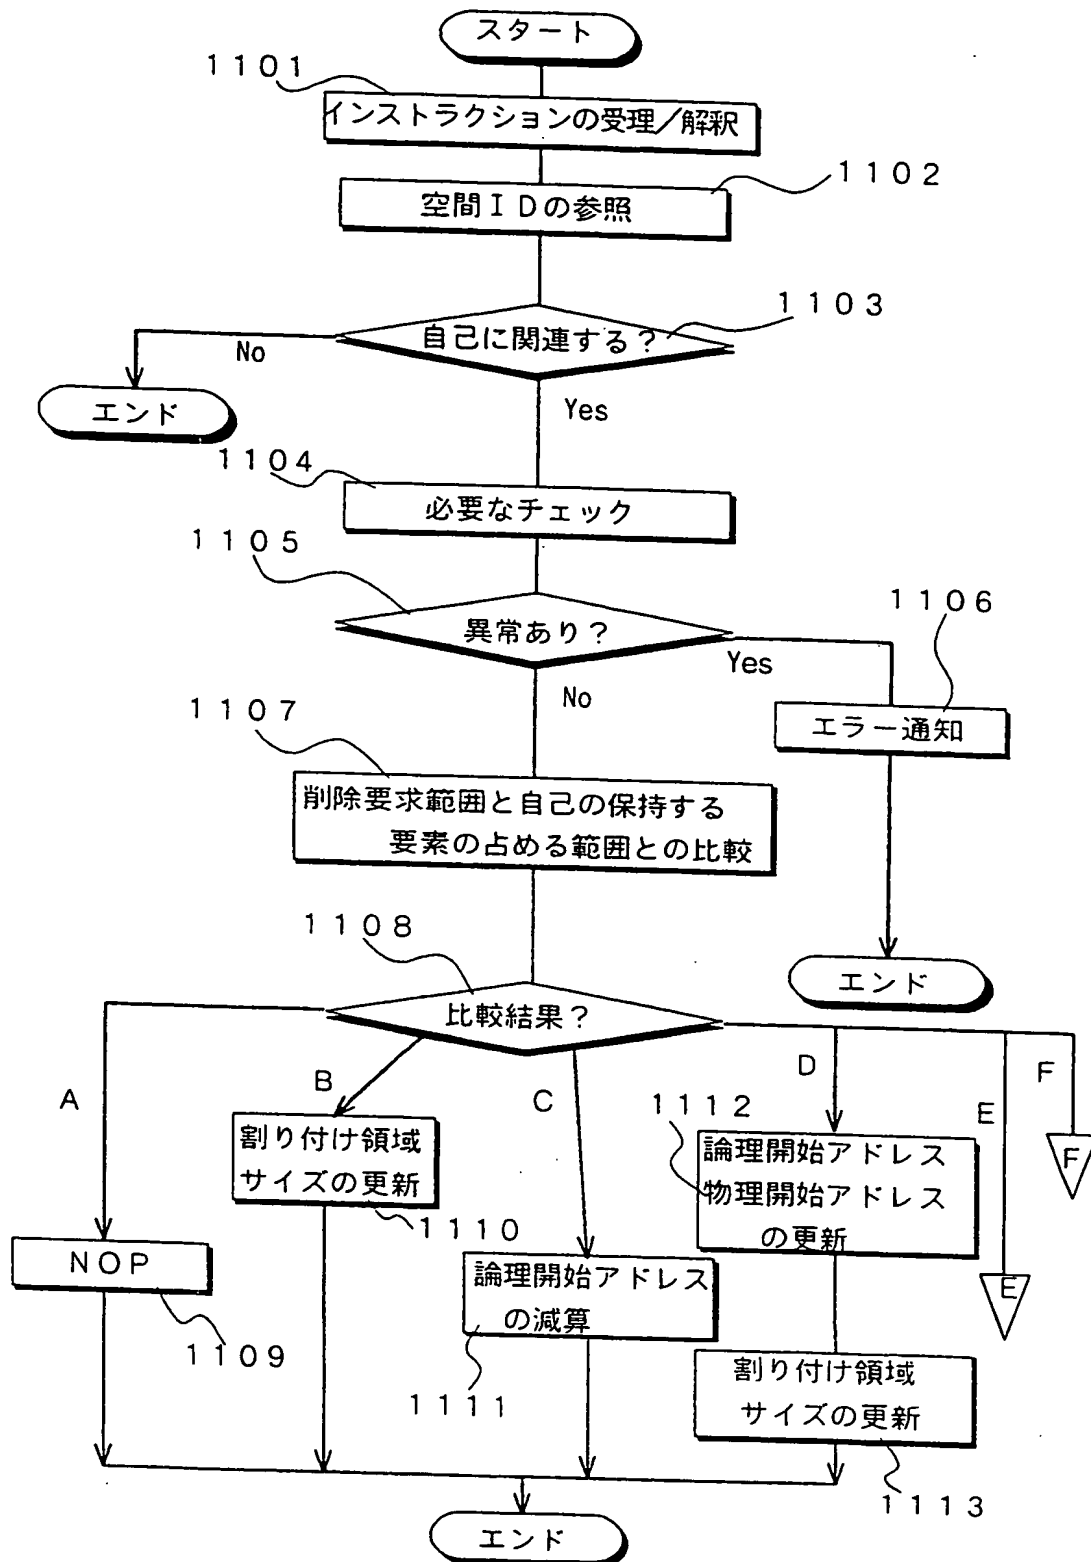 スタート
1101
インストラクションの受理/解釈
1102
空間IDの参照
1103
自己に関連する?
No
Yes
エンド
1104
必要なチェック
1105
異常あり?
1106
Yes
No
エラー通知
1107
削除要求範囲と自己の保持する
要素の占める範囲との比較
1108
エンド
比較結果?
A
B
C
D
E
F
1112
割り付け領域
サイズの更新
論理開始アドレス
物理開始アドレス
の更新
F
1110
NOP
論理開始アドレス
の減算
E
1109
1111
割り付け領域
サイズの更新
1113
エンド